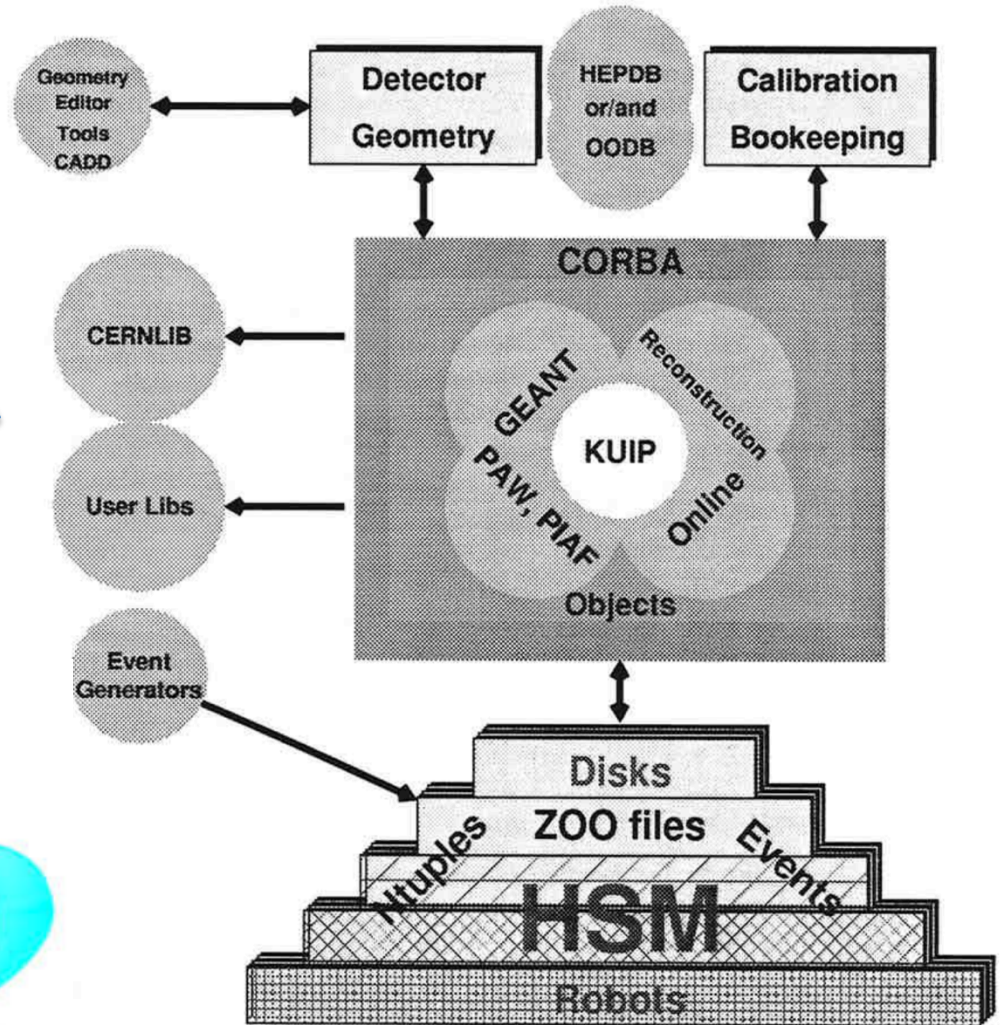 Geometry
Editor
Tools
CADD
Detector
Geometry
HEPDB
or/and
OODB
Calibration
Bookeeping
CORBA
CERNLIB
GEANT
Reconstruction
KUIP
User Libs
PAW, PIAF
Online
Objects
Event
Generators
Disks
ZOO files
Ntuples
Events
HSM
Robots